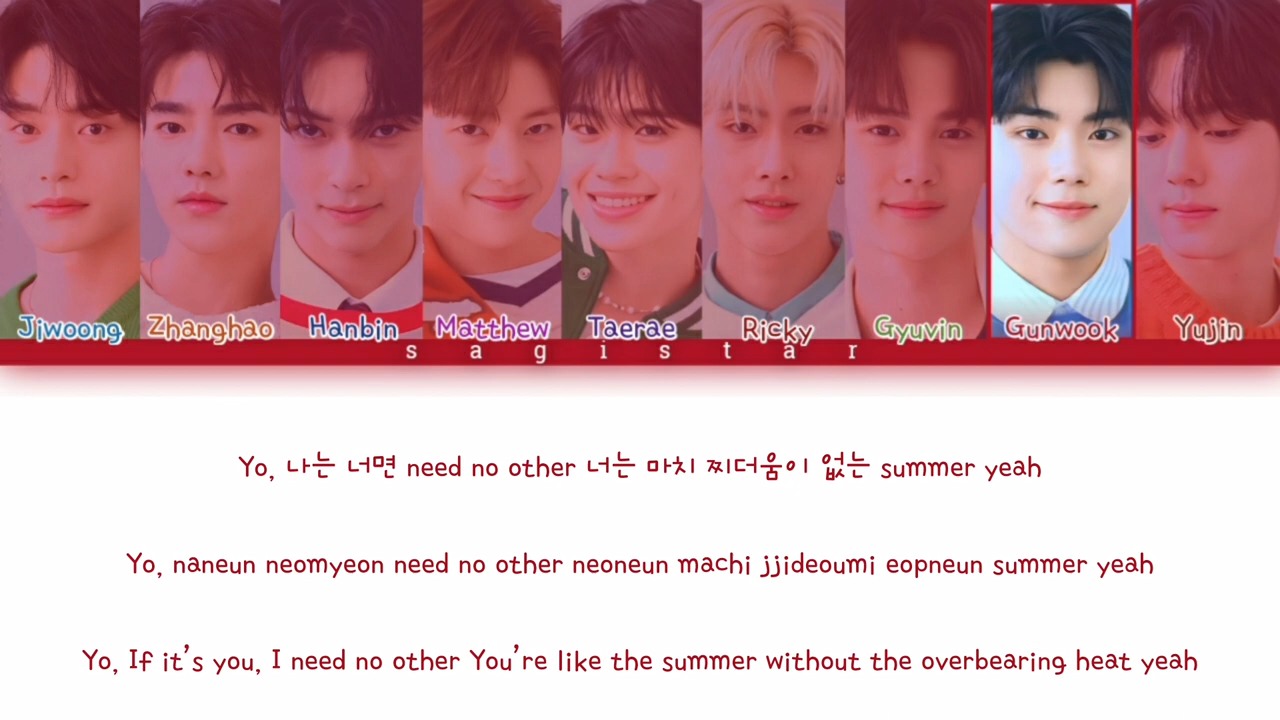 Jiwoong Zhanghao Hanbin Matthew Taerae Ricky Gyuvin Gunwook Yujin
s a g i s t a r
Yo, 나는 너면 need no other 너는 마치 찌더움이 없는 summer yeah
Yo, naneun neomyeon need no other neoneun machi jjideoumi eopneun summer yeah
Yo, If it's you, I need no other You're like the summer without the overbearing heat yeah